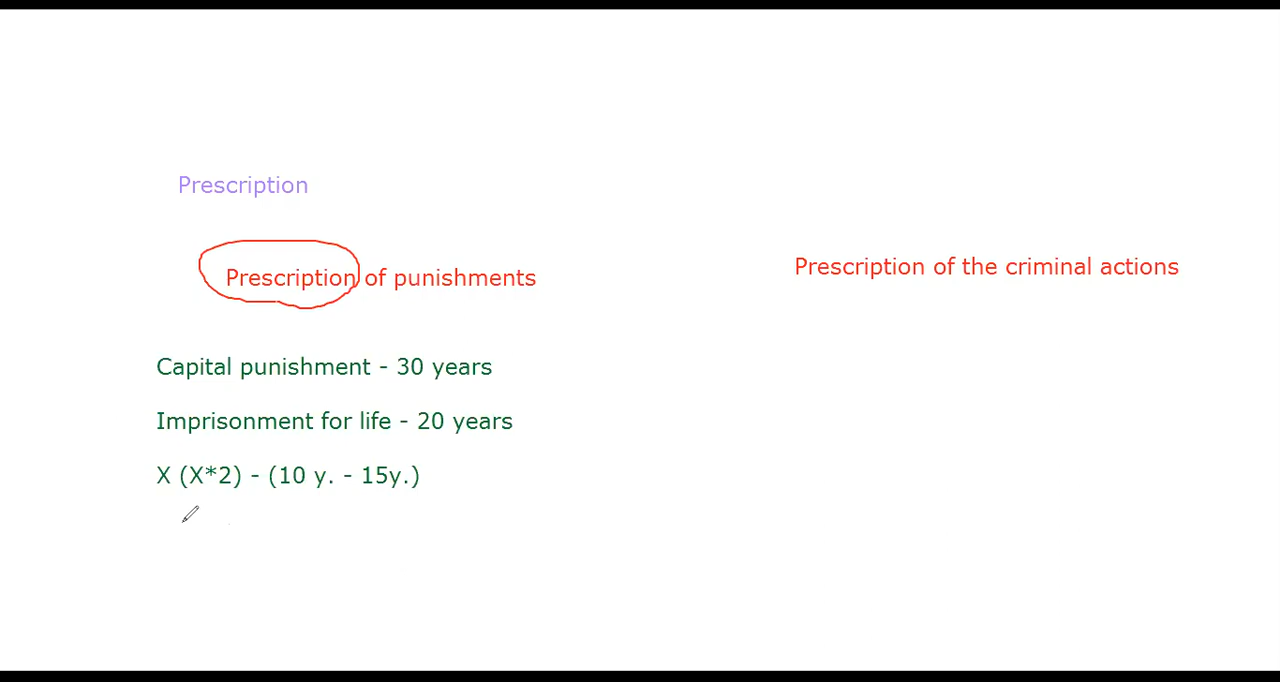 Prescription
Prescription of punishments
Prescription of the criminal actions
Capital punishment - 30 years
Imprisonment for life - 20 years
X (X*2) - (10 y. - 15y.)